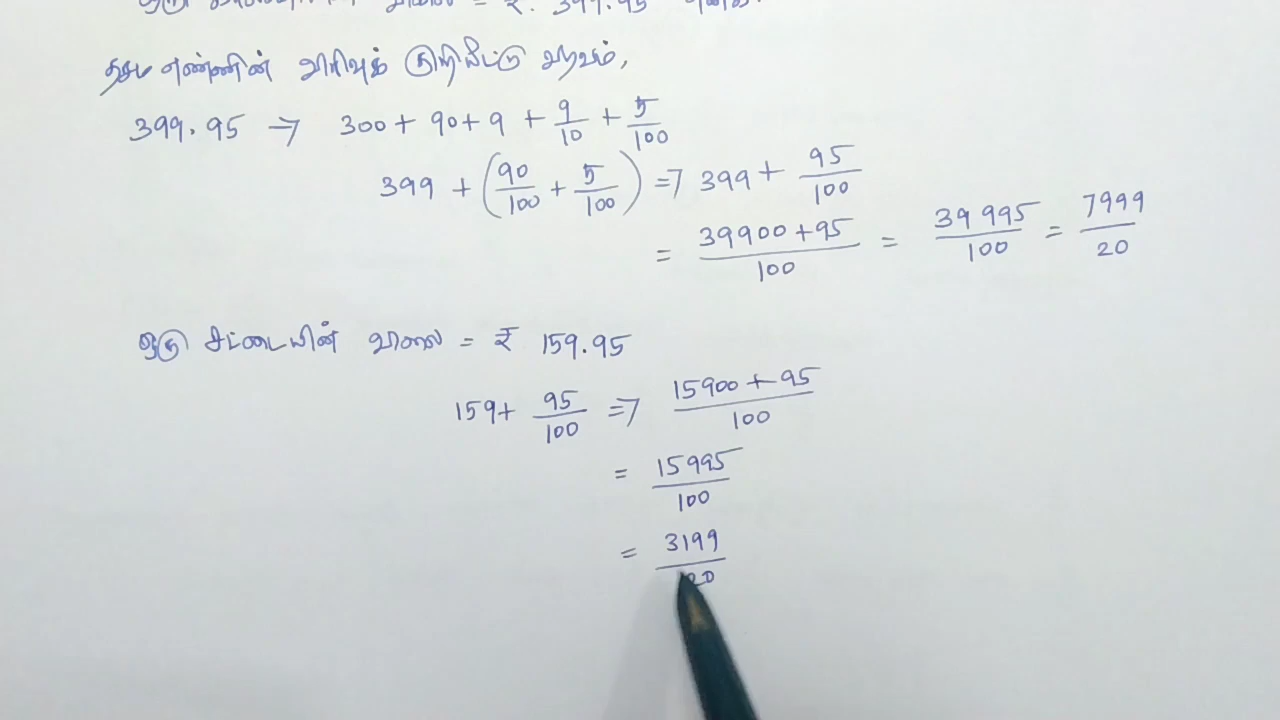 விலை = ₹. 399.95
தசம எண்ணின் விரிவுக் குறியீட்டு வடிவம்,
399.95 => 300 + 90 + 9 + 9/10 + 5/100
399 + (90/100 + 5/100) => 399 + 95/100
= 39900 + 95/100 = 39995/100 = 7999/20
ஒரு சட்டையின் விலை = ₹ 159.95
159 + 95/100 => 15900 + 95/100
= 15995/100
= 3199/